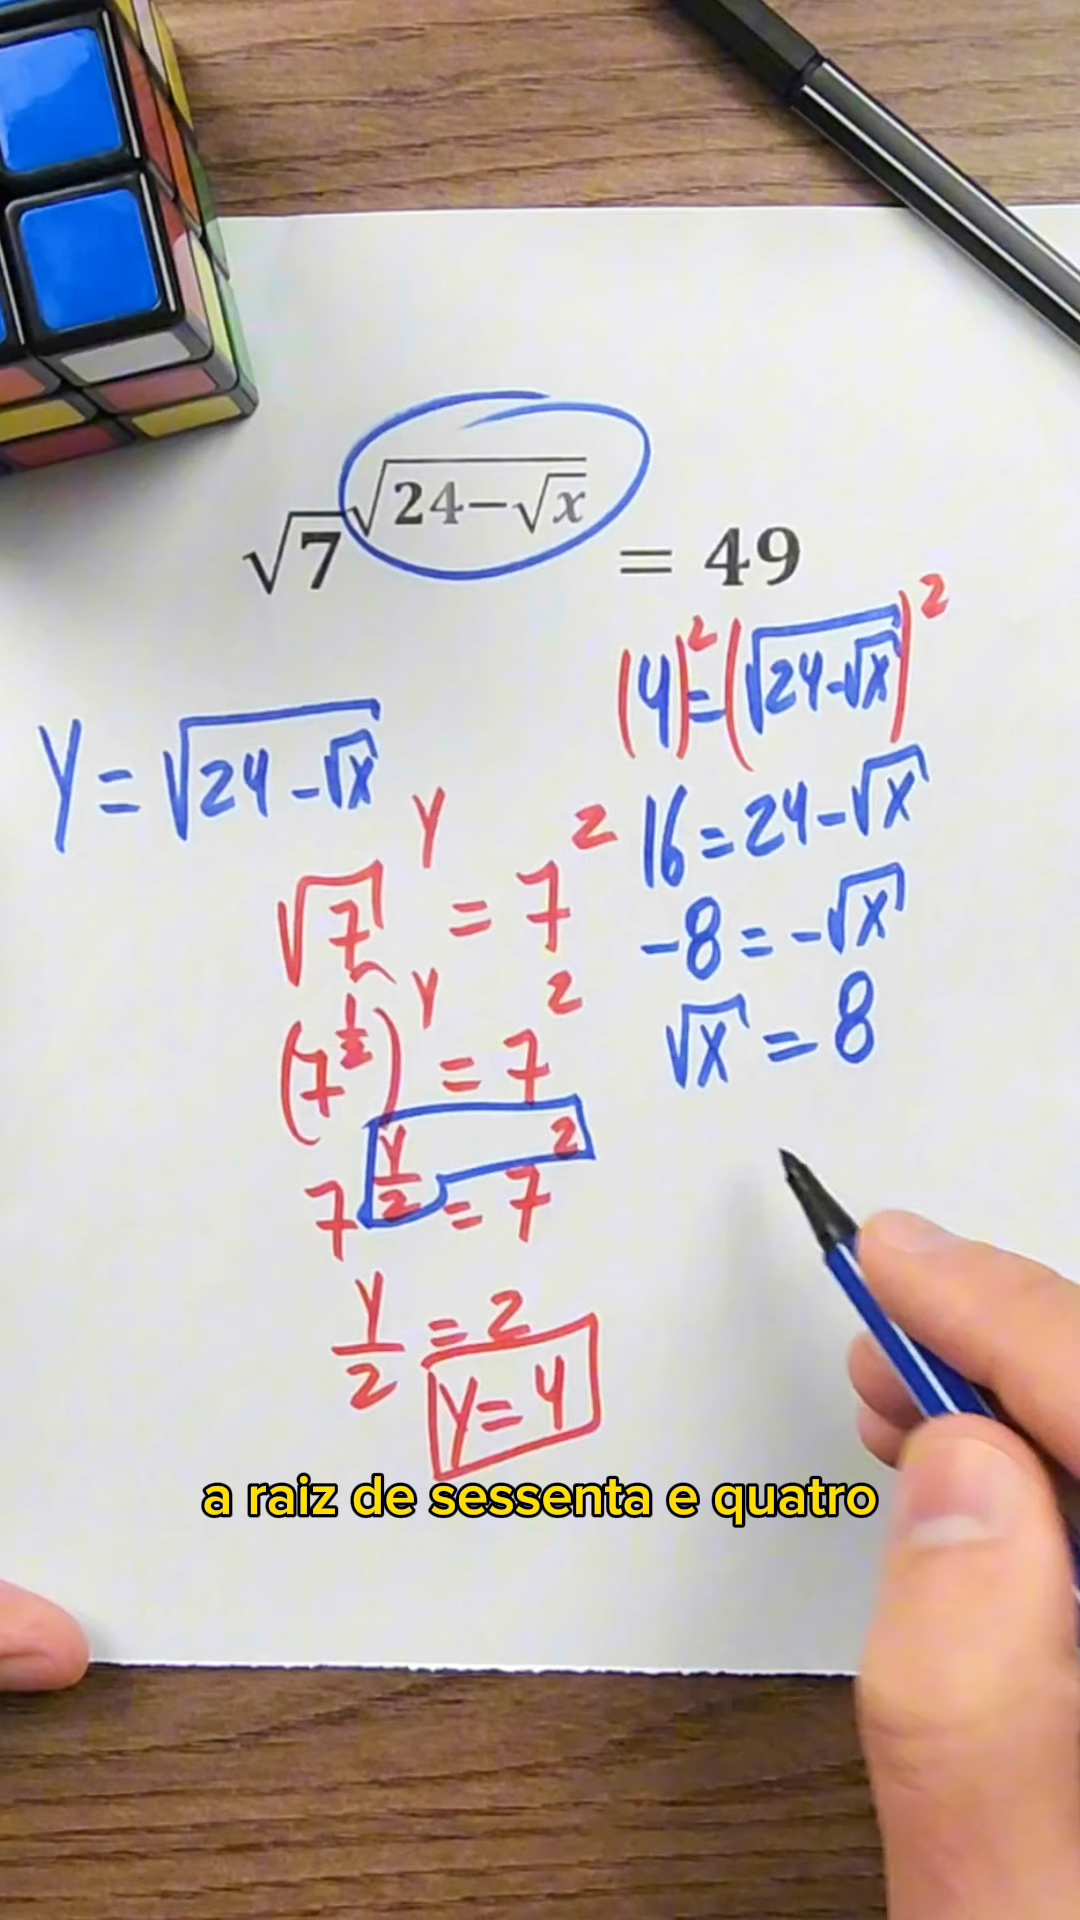 √7^√(24−√x) = 49
(4)² = (√(24-√x))²
Y = √(24-√x)
16 = 24-√x
√7^Y = 7²
-8 = -√x
(7^½)^Y = 7²
√x = 8
7^(Y/2) = 7²
Y/2 = 2
Y = 4
a raiz de sessenta e quatro